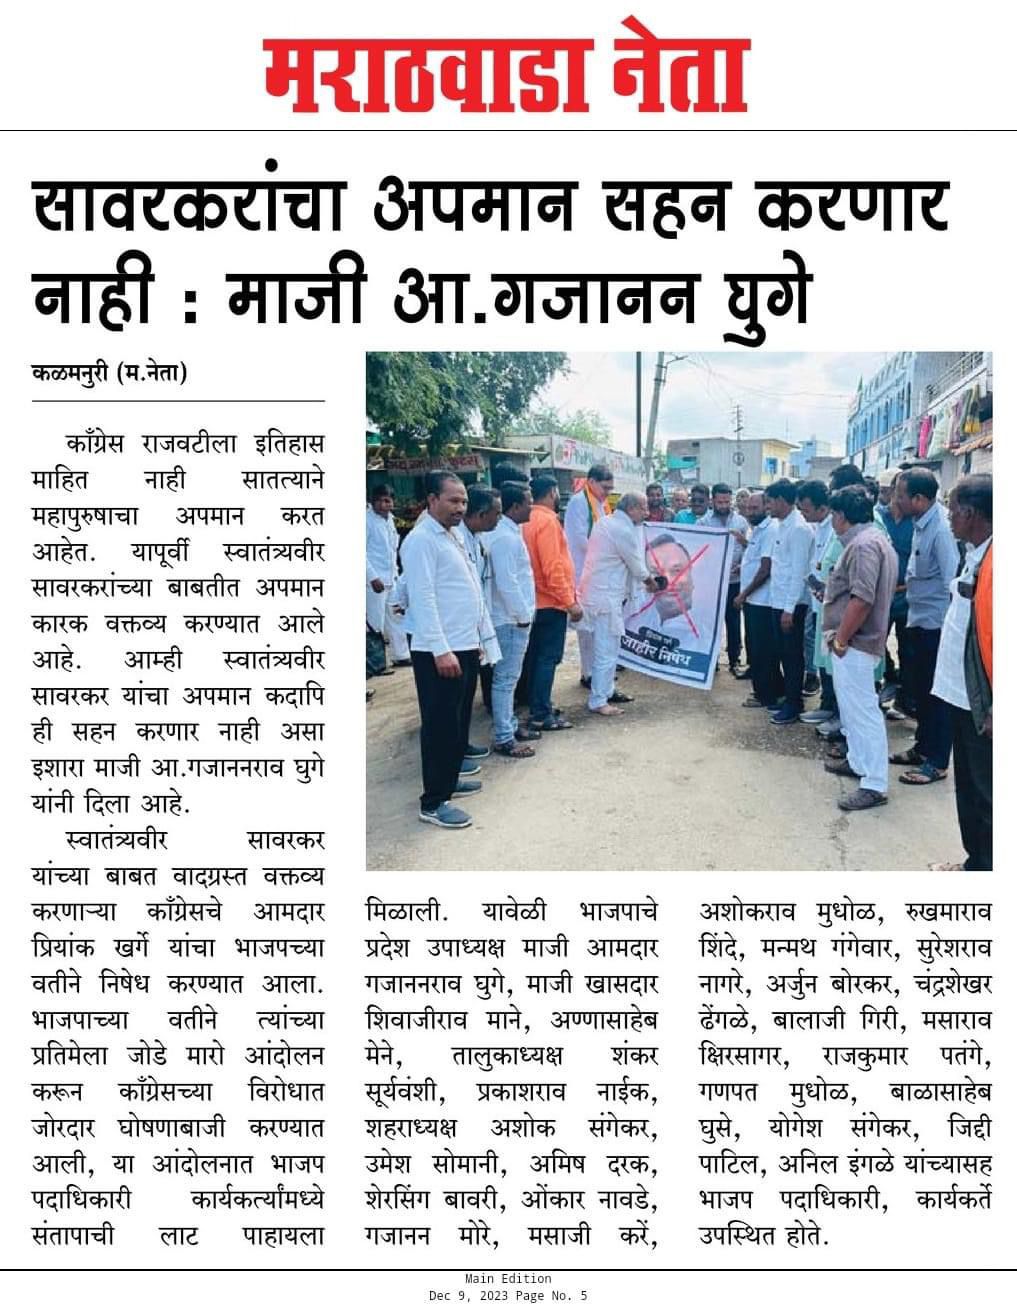 मराठवाडा नेता
सावरकरांचा अपमान सहन करणार
नाही : माजी आ.गजानन घुगे
कळमनुरी (म.नेता)
काँग्रेस राजवटीला इतिहास
माहित नाही सातत्याने
महापुरुषाचा अपमान करत
आहेत. यापूर्वी स्वातंत्र्यवीर
सावरकरांच्या बाबतीत अपमान
कारक वक्तव्य करण्यात आले
आहे. आम्ही स्वातंत्र्यवीर
सावरकर यांचा अपमान कदापि
ही सहन करणार नाही असा
इशारा माजी आ.गजाननराव घुगे
यांनी दिला आहे.
स्वातंत्र्यवीर सावरकर
यांच्या बाबत वादग्रस्त वक्तव्य
करणाऱ्या काँग्रेसचे आमदार
प्रियांक खर्गे यांचा भाजपच्या
वतीने निषेध करण्यात आला.
भाजपाच्या वतीने त्यांच्या
प्रतिमेला जोडे मारो आंदोलन
करून काँग्रेसच्या विरोधात
जोरदार घोषणाबाजी करण्यात
आली, या आंदोलनात भाजप
पदाधिकारी कार्यकर्त्यांमध्ये
संतापाची लाट पाहायला
जाहीर निषेध
मिळाली. यावेळी भाजपाचे
प्रदेश उपाध्यक्ष माजी आमदार
गजाननराव घुगे, माजी खासदार
शिवाजीराव माने, अण्णासाहेब
मेने, तालुकाध्यक्ष शंकर
सूर्यवंशी, प्रकाशराव नाईक,
शहराध्यक्ष अशोक संगेकर,
उमेश सोमानी, अमिष दरक,
शेरसिंग बावरी, ओंकार नावडे,
गजानन मोरे, मसाजी करें,
अशोकराव मुधोळ, रुखमाराव
शिंदे, मन्मथ गंगेवार, सुरेशराव
नागरे, अर्जुन बोरकर, चंद्रशेखर
ढेंगळे, बालाजी गिरी, मसाराव
क्षिरसागर, राजकुमार पतंगे,
गणपत मुधोळ, बाळासाहेब
घुसे, योगेश संगेकर, जिद्दी
पाटिल, अनिल इंगळे यांच्यासह
भाजप पदाधिकारी, कार्यकर्ते
उपस्थित होते.
Main Edition
Dec 9, 2023 Page No. 5